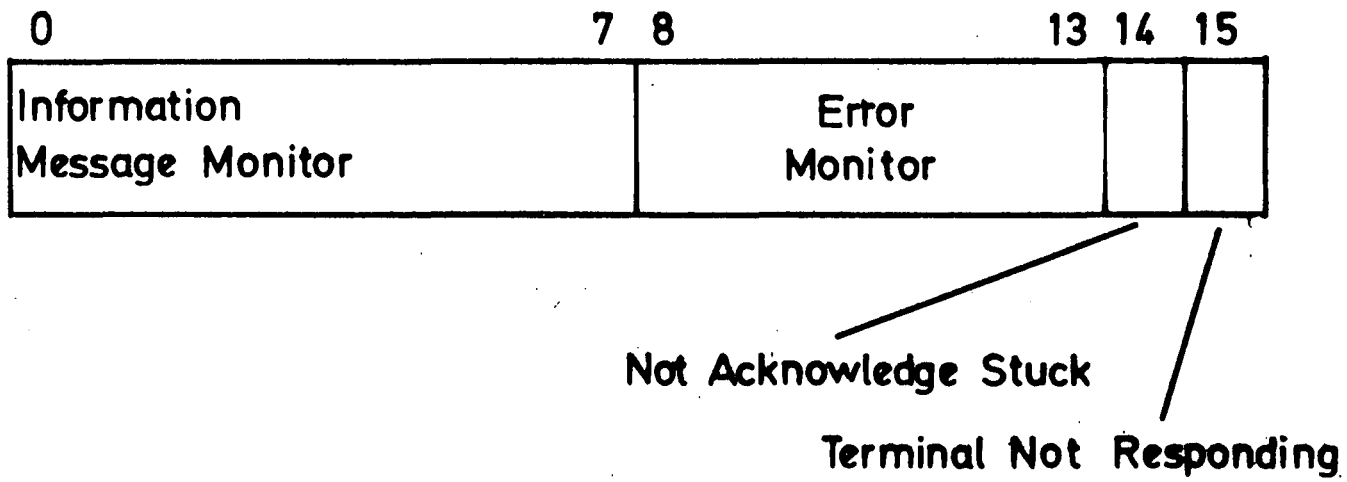 0 7 8 13 14 15
Information
Message Monitor
Error
Monitor
Not Acknowledge Stuck
Terminal Not Responding